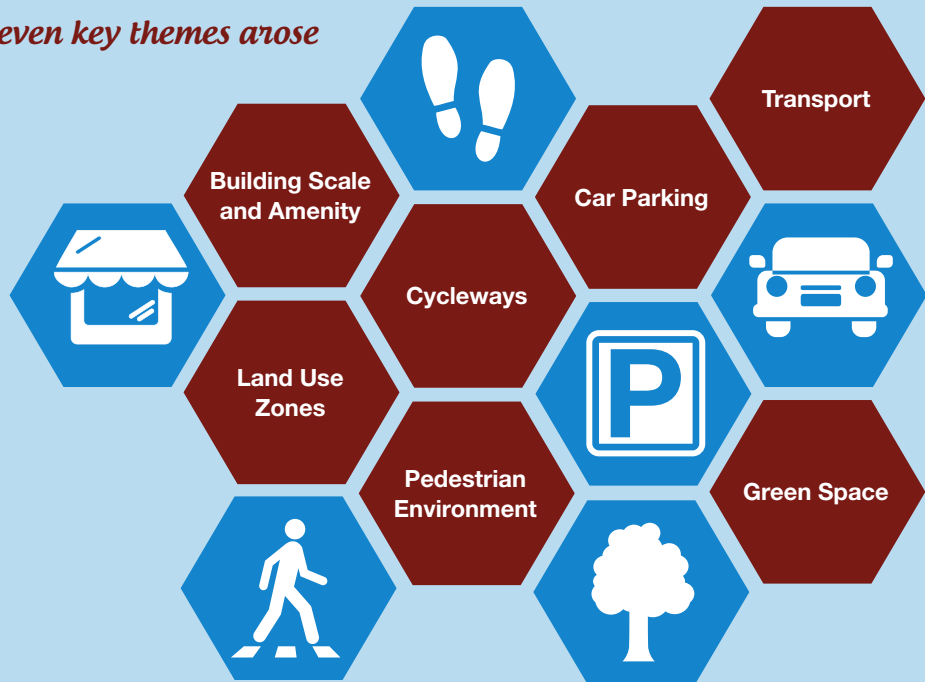 even key themes arose
Transport
Building Scale
and Amenity
Car Parking
Cycleways
Land Use
Zones
P
Pedestrian
Environment
Green Space